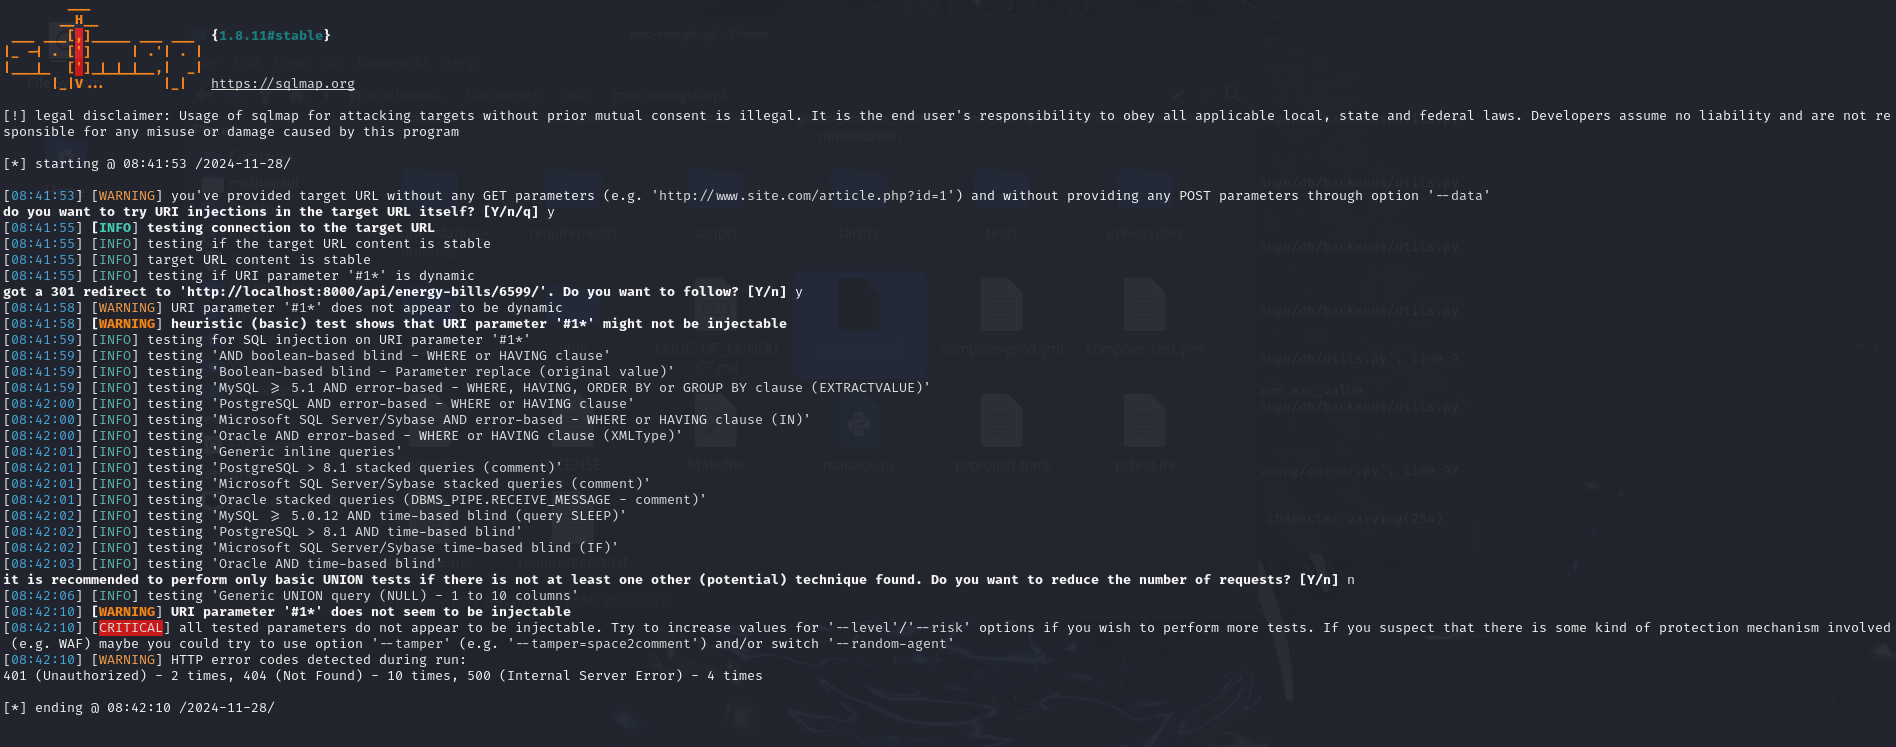 {1.8.11#stable}
https://sqlmap.org
[!] legal disclaimer: Usage of sqlmap for attacking targets without prior mutual consent is illegal. It is the end user's responsibility to obey all applicable local, state and federal laws. Developers assume no liability and are not re
sponsible for any misuse or damage caused by this program
[*] starting @ 08:41:53 /2024-11-28/
[08:41:53] [WARNING] you've provided target URL without any GET parameters (e.g. 'http://www.site.com/article.php?id=1') and without providing any POST parameters through option '--data'
do you want to try URI injections in the target URL itself? [Y/n/q] y
[08:41:55] [INFO] testing connection to the target URL
[08:41:55] [INFO] testing if the target URL content is stable
[08:41:55] [INFO] target URL content is stable
[08:41:55] [INFO] testing if URI parameter '#1*' is dynamic
got a 301 redirect to 'http://localhost:8000/api/energy-bills/6599/'. Do you want to follow? [Y/n] y
[08:41:58] [WARNING] URI parameter '#1*' does not appear to be dynamic
[08:41:58] [WARNING] heuristic (basic) test shows that URI parameter '#1*' might not be injectable
[08:41:59] [INFO] testing for SQL injection on URI parameter '#1*'
[08:41:59] [INFO] testing 'AND boolean-based blind - WHERE or HAVING clause'
[08:41:59] [INFO] testing 'Boolean-based blind - Parameter replace (original value)'
[08:41:59] [INFO] testing 'MySQL >= 5.1 AND error-based - WHERE, HAVING, ORDER BY or GROUP BY clause (EXTRACTVALUE)'
[08:42:00] [INFO] testing 'PostgreSQL AND error-based - WHERE or HAVING clause'
[08:42:00] [INFO] testing 'Microsoft SQL Server/Sybase AND error-based - WHERE or HAVING clause (IN)'
[08:42:00] [INFO] testing 'Oracle AND error-based - WHERE or HAVING clause (XMLType)'
[08:42:01] [INFO] testing 'Generic inline queries'
[08:42:01] [INFO] testing 'PostgreSQL > 8.1 stacked queries (comment)'
[08:42:01] [INFO] testing 'Microsoft SQL Server/Sybase stacked queries (comment)'
[08:42:01] [INFO] testing 'Oracle stacked queries (DBMS_PIPE.RECEIVE_MESSAGE - comment)'
[08:42:02] [INFO] testing 'MySQL >= 5.0.12 AND time-based blind (query SLEEP)'
[08:42:02] [INFO] testing 'PostgreSQL > 8.1 AND time-based blind'
[08:42:02] [INFO] testing 'Microsoft SQL Server/Sybase time-based blind (IF)'
[08:42:03] [INFO] testing 'Oracle AND time-based blind'
it is recommended to perform only basic UNION tests if there is not at least one other (potential) technique found. Do you want to reduce the number of requests? [Y/n] n
[08:42:06] [INFO] testing 'Generic UNION query (NULL) - 1 to 10 columns'
[08:42:10] [WARNING] URI parameter '#1*' does not seem to be injectable
[08:42:10] [CRITICAL] all tested parameters do not appear to be injectable. Try to increase values for '--level'/'--risk' options if you wish to perform more tests. If you suspect that there is some kind of protection mechanism involved
(e.g. WAF) maybe you could try to use option '--tamper' (e.g. '--tamper=space2comment') and/or switch '--random-agent'
[08:42:10] [WARNING] HTTP error codes detected during run:
401 (Unauthorized) - 2 times, 404 (Not Found) - 10 times, 500 (Internal Server Error) - 4 times
[*] ending @ 08:42:10 /2024-11-28/